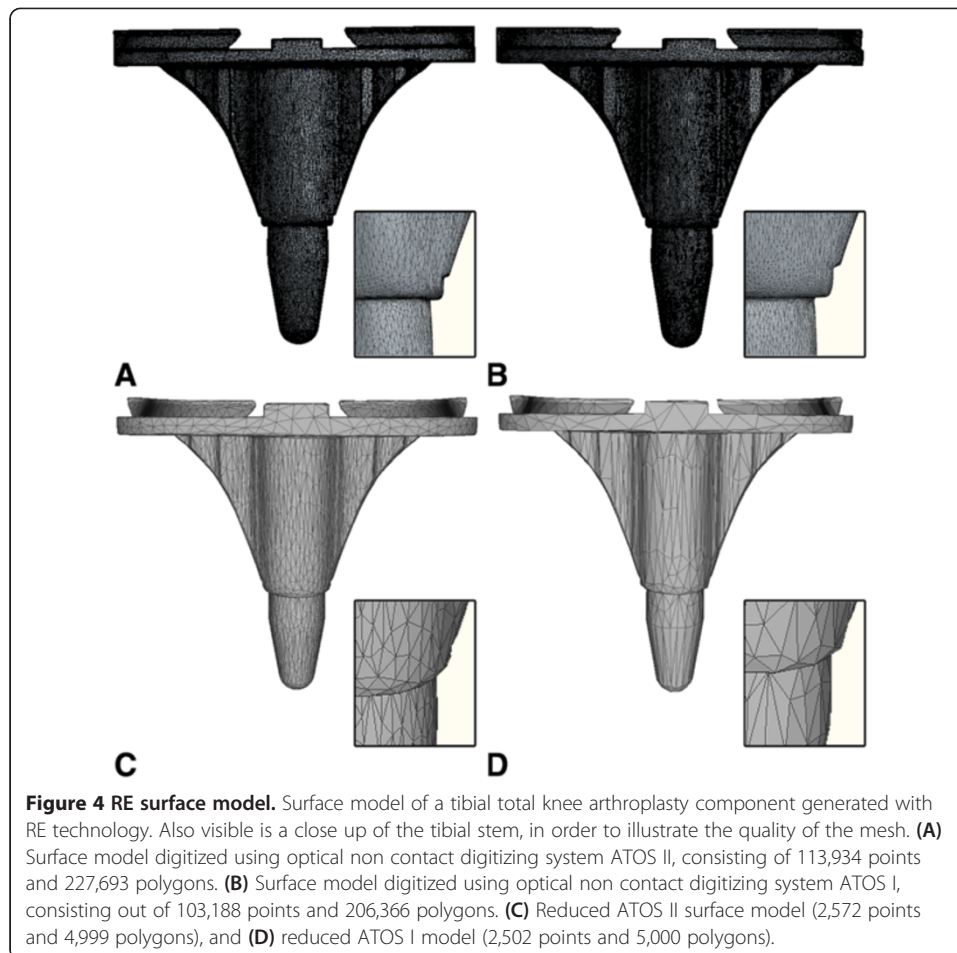 A
B
C
D
Figure 4 RE surface model. Surface model of a tibial total knee arthroplasty component generated with
RE technology. Also visible is a close up of the tibial stem, in order to illustrate the quality of the mesh. (A)
Surface model digitized using optical non contact digitizing system ATOS II, consisting of 113,934 points
and 227,693 polygons. (B) Surface model digitized using optical non contact digitizing system ATOS I,
consisting out of 103,188 points and 206,366 polygons. (C) Reduced ATOS II surface model (2,572 points
and 4,999 polygons), and (D) reduced ATOS I model (2,502 points and 5,000 polygons).